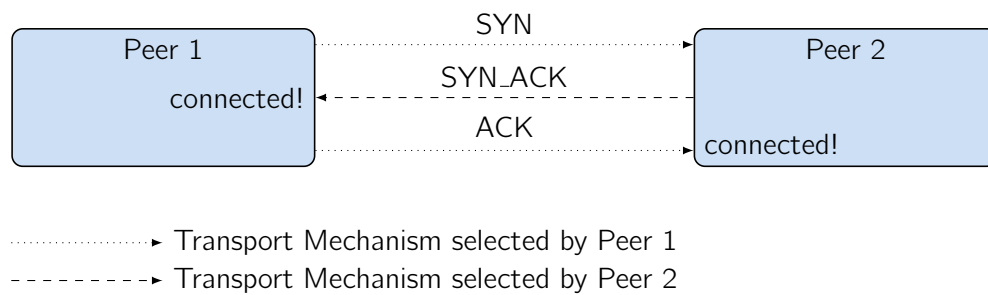 SYN
Peer 1
Peer 2
SYN_ACK
connected!
ACK
connected!
Transport Mechanism selected by Peer 1
Transport Mechanism selected by Peer 2